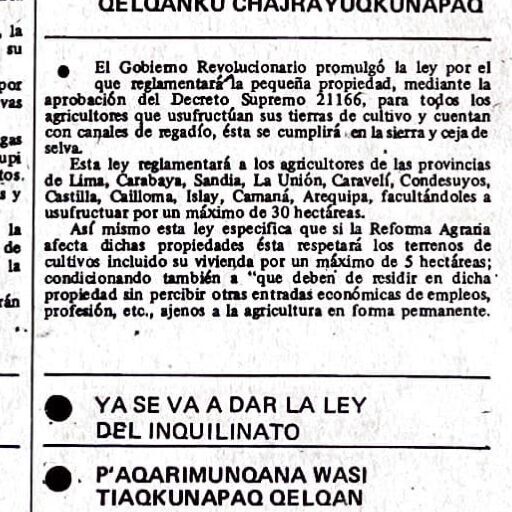 QELQANKU CHAJRAYUQKUNAPAQ
, la
su
por
vas
gas
upi
tos.
s y
la
de
la
rán
● El Gobierno Revolucionario promulgó la ley por el
que reglamentará la pequeña propiedad, mediante la
aprobación del Decreto Supremo 21166, para todos los
agricultores que usufructúan sus tierras de cultivo y cuentan
con canales de regadío, ésta se cumplirá en la sierra y ceja de
selva.
Esta ley reglamentará a los agricultores de las provincias
de Lima, Carabaya, Sandia, La Unión, Caravelí, Condesuyos,
Castilla, Cailloma, Islay, Camaná, Arequipa, facultándoles a
usufructuar por un máximo de 30 hectáreas.
Así mismo esta ley especifica que si la Reforma Agraria
afecta dichas propiedades ésta respetará los terrenos de
cultivos incluido su vivienda por un máximo de 5 hectáreas;
condicionando también a "que deben de residir en dicha
propiedad sin percibir otras entradas económicas de empleos,
profesión, etc., ajenos a la agricultura en forma permanente.
● YA SE VA A DAR LA LEY
DEL INQUILINATO
● P'AQARIMUNQANA WASI
TIAQKUNAPAQ QELQAN